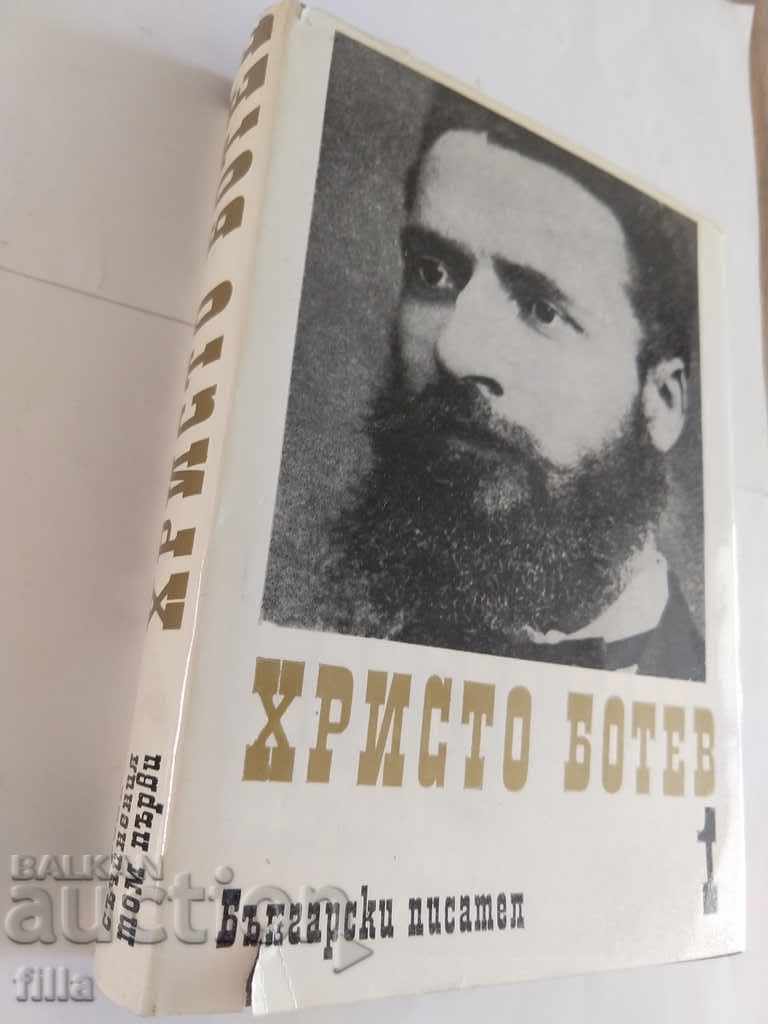 ХРИСТО БОТЕВ
съчинения
том първи
ХРИСТО БОТЕВ
1
Български писател
BALKAN
auction
filla